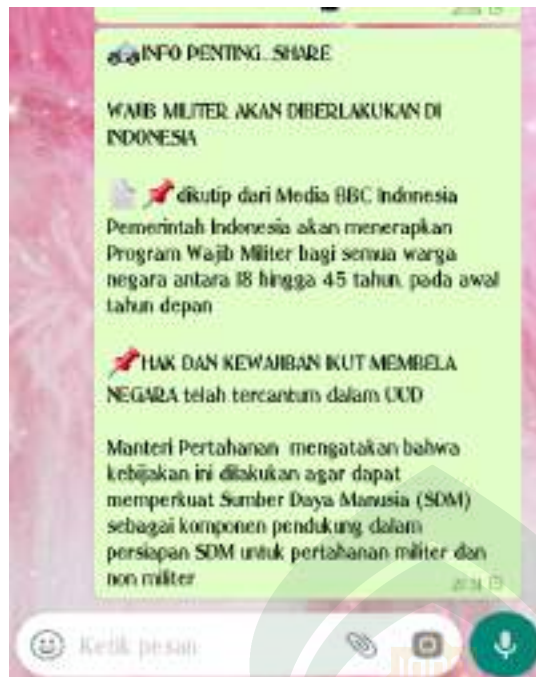 INFO PENTING..SHARE
WAJIB MILITER AKAN DIBERLAKUKAN DI
INDONESIA
dikutip dari Media BBC Indonesia
Pemerintah Indonesia akan menerapkan
Program Wajib Militer bagi semua warga
negara antara 18 hingga 45 tahun, pada awal
tahun depan
HAK DAN KEWAJIBAN IKUT MEMBELA
NEGARA telah tercantum dalam UUD
Manteri Pertahanan mengatakan bahwa
kebijakan ini dilakukan agar dapat
memperkuat Sumber Daya Manusia (SDM)
sebagai komponen pendukung dalam
persiapan SDM untuk pertahanan militer dan
non militer
Ketik pesan